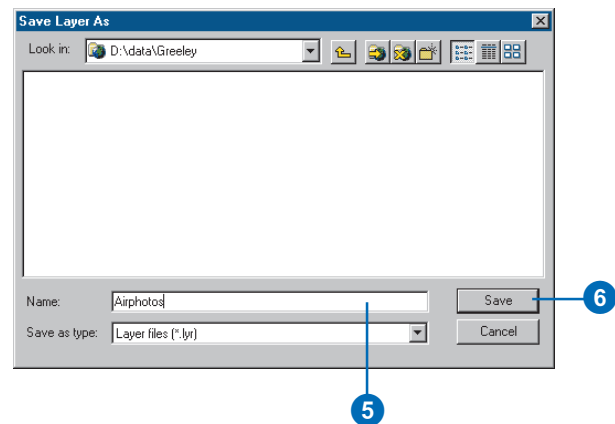 Save Layer As
Look in: D:\data\Greeley
Name: Airphotos
Save
6
Save as type: Layer files (*.lyr)
Cancel
5